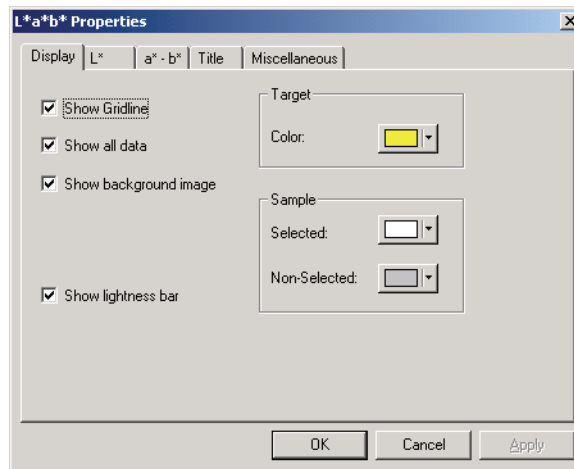 L*a*b* Properties
Display L* a* - b* Title Miscellaneous
Show Gridline
Show all data
Show background image
Show lightness bar
Target
Color:
Sample
Selected:
Non-Selected:
OK Cancel Apply